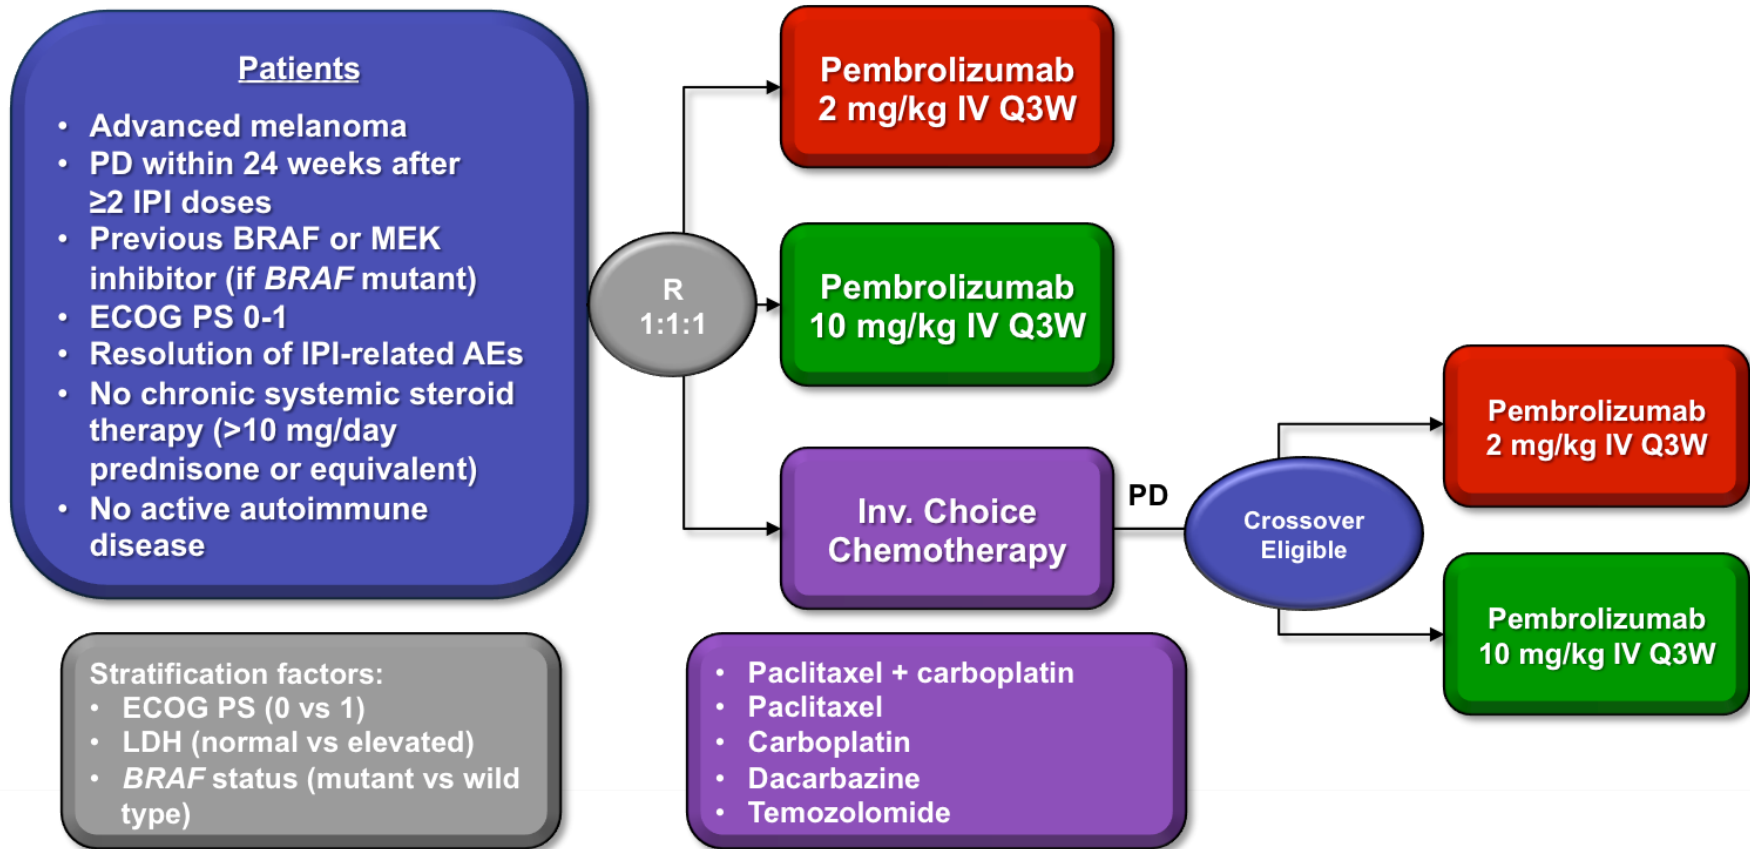 Patients
• Advanced melanoma
• PD within 24 weeks after
≥2 IPI doses
• Previous BRAF or MEK
inhibitor (if BRAF mutant)
• ECOG PS 0-1
• Resolution of IPI-related AEs
• No chronic systemic steroid
therapy (>10 mg/day
prednisone or equivalent)
• No active autoimmune
disease
Stratification factors:
• ECOG PS (0 vs 1)
• LDH (normal vs elevated)
• BRAF status (mutant vs wild
type)
R
1:1:1
Pembrolizumab
2 mg/kg IV Q3W
Pembrolizumab
10 mg/kg IV Q3W
Inv. Choice
Chemotherapy
• Paclitaxel + carboplatin
• Paclitaxel
• Carboplatin
• Dacarbazine
• Temozolomide
PD
Crossover
Eligible
Pembrolizumab
2 mg/kg IV Q3W
Pembrolizumab
10 mg/kg IV Q3W